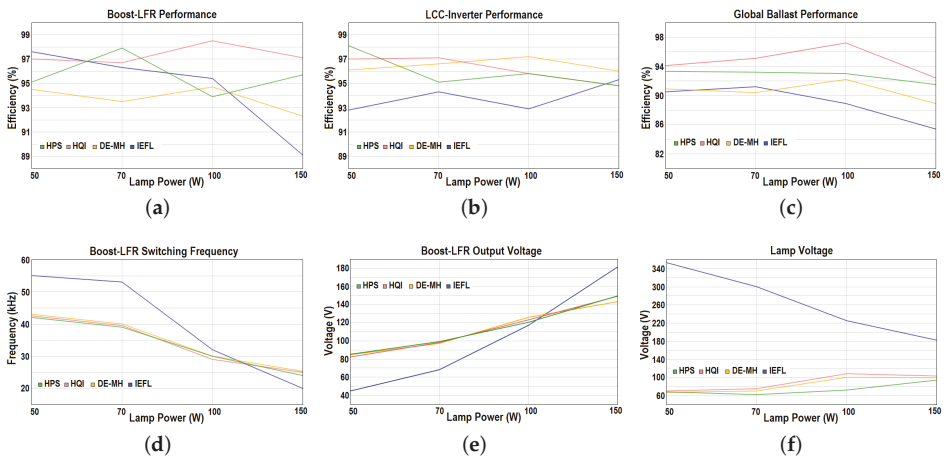 Boost-LFR Performance
Efficiency (%)
99
97
95
93
91
89
HPS HQI DE-MH IEFL
50 70 100 150
Lamp Power (W)
(a)
LCC-Inverter Performance
Efficiency (%)
99
97
95
93
91
89
HPS HQI DE-MH IEFL
50 70 100 150
Lamp Power (W)
(b)
Global Ballast Performance
Efficiency (%)
98
94
90
86
82
HPS HQI DE-MH IEFL
50 70 100 150
Lamp Power (W)
(c)
Boost-LFR Switching Frequency
Frequency (kHz)
60
50
40
30
20
HPS HQI DE-MH IEFL
50 70 100 150
Lamp Power (W)
(d)
Boost-LFR Output Voltage
Voltage (V)
180
160
140
120
100
80
60
40
HPS HQI DE-MH IEFL
50 70 100 150
Lamp Power (W)
(e)
Lamp Voltage
Voltage (V)
340
300
260
220
180
140
100
60
HPS HQI DE-MH IEFL
50 70 100 150
Lamp Power (W)
(f)